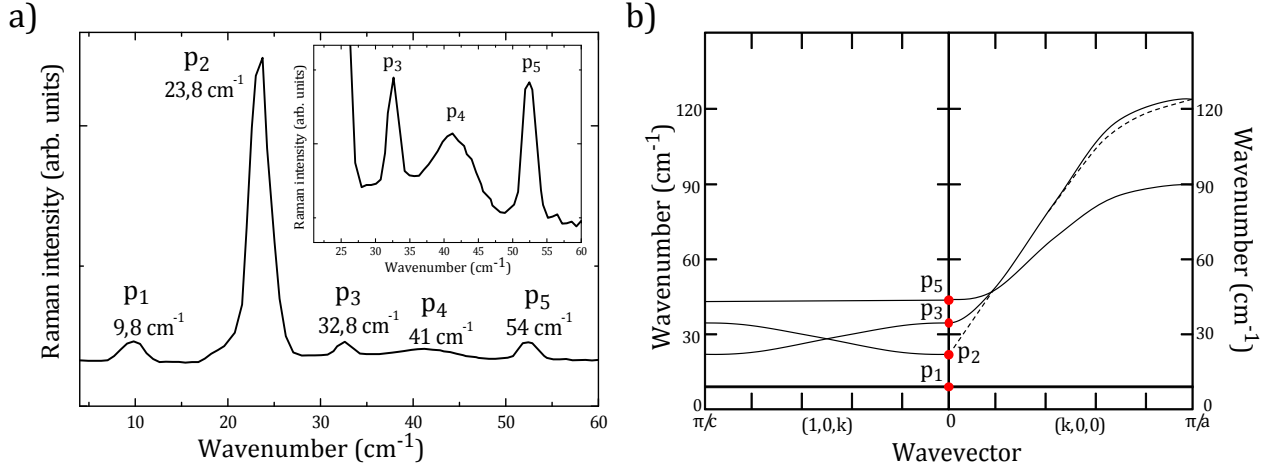 a)
Raman intensity (arb. units)
p2
23,8 cm-1
p1
9,8 cm-1
p3
32,8 cm-1
p4
41 cm-1
p5
54 cm-1
10
20
30
40
50
60
Wavenumber (cm-1)
Raman intensity (arb. units)
p3
p4
p5
25
30
35
40
45
50
55
60
Wavenumber (cm-1)
b)
Wavenumber (cm-1)
120
90
60
30
0
p5
p3
p2
p1
120
90
60
30
0
Wavenumber (cm-1)
π/c
(1,0,k)
0
(k,0,0)
π/a
Wavevector